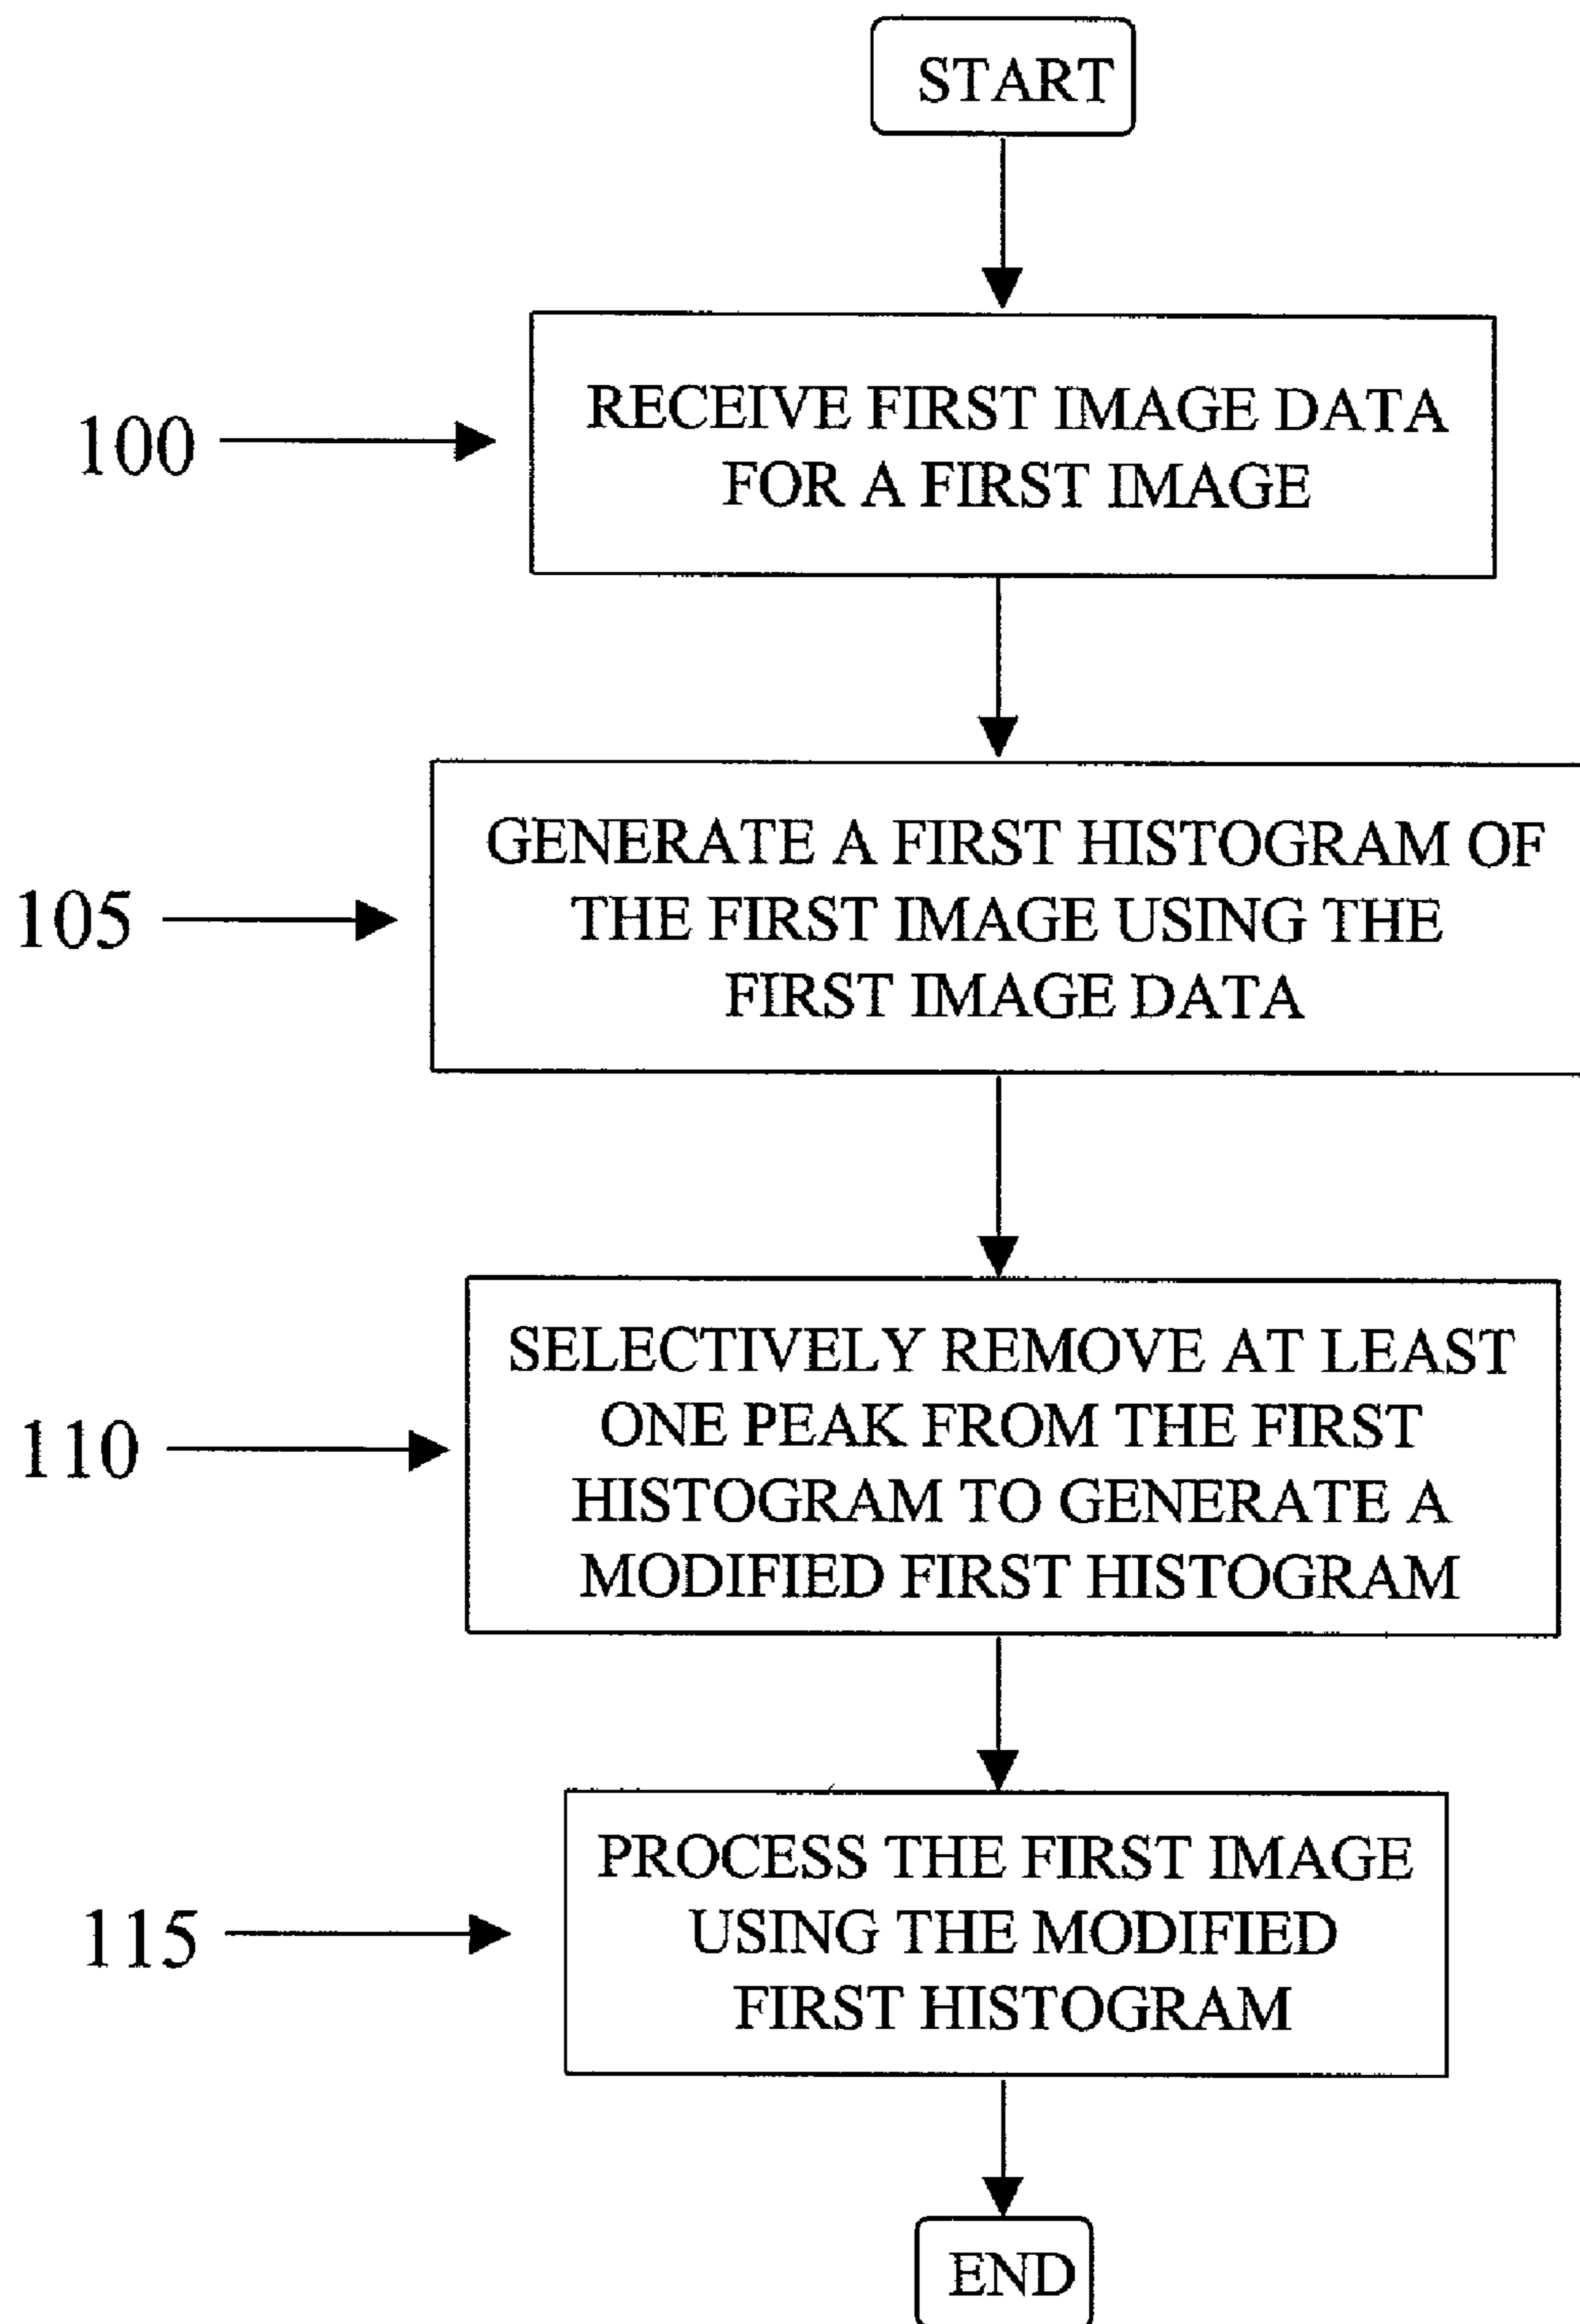 START
100
RECEIVE FIRST IMAGE DATA
FOR A FIRST IMAGE
105
GENERATE A FIRST HISTOGRAM OF
THE FIRST IMAGE USING THE
FIRST IMAGE DATA
110
SELECTIVELY REMOVE AT LEAST
ONE PEAK FROM THE FIRST
HISTOGRAM TO GENERATE A
MODIFIED FIRST HISTOGRAM
115
PROCESS THE FIRST IMAGE
USING THE MODIFIED
FIRST HISTOGRAM
END